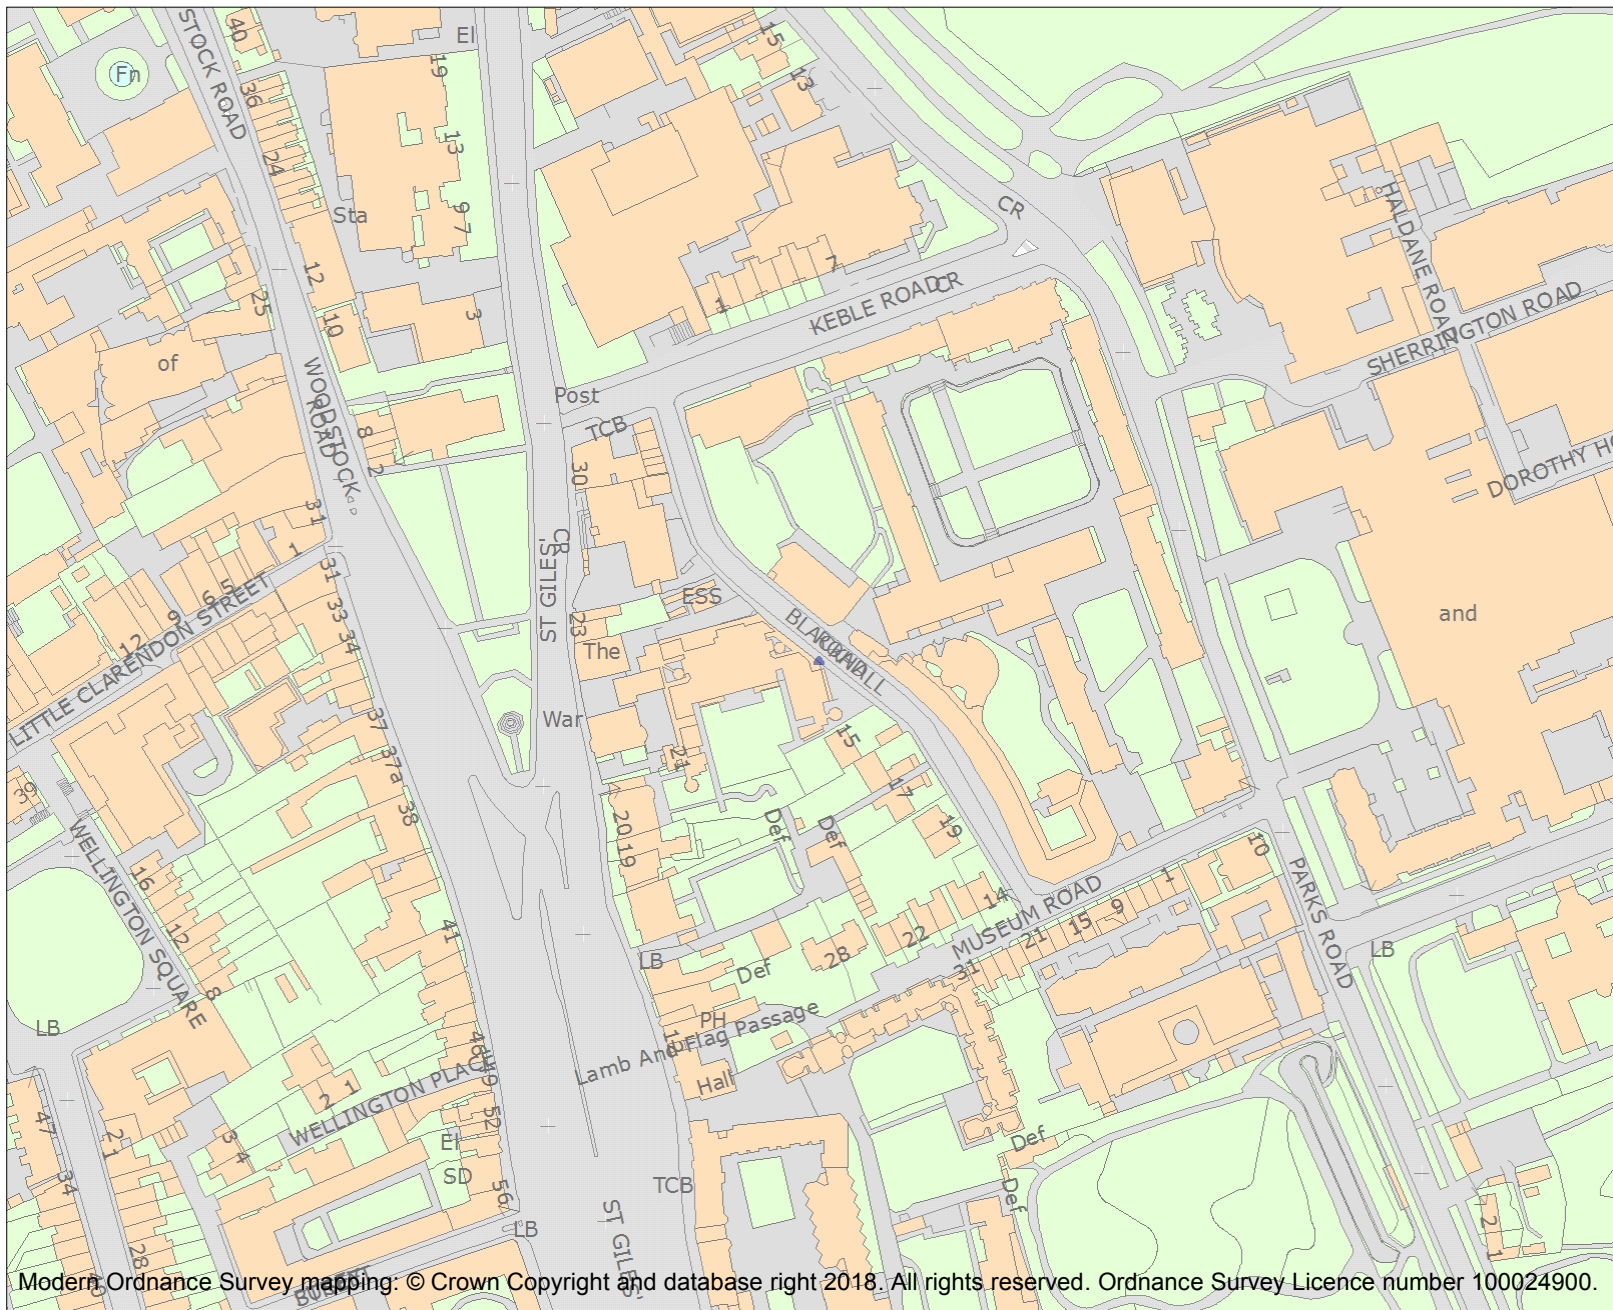 STOCK ROAD
40
El
15
Fn
19
13
36
13
24
9 7
Sta
CR
HALDANE ROAD
12
7
25
10
3
1
KEBLE ROAD
CR
SHERRINGTON ROAD
of
WOODSTOCK
ROAD
Post
8
TCB
2
30
DOROTHY HO
31
CR
ST GILES'
1
31
LITTLE CLARENDON STREET
12
9
6
5
33
34
23
ESS
The
BLACKHALL
ROAD
and
37
War
15
21
37a
17
39
38
20
19
Def
Def
19
10
WELLINGTON SQUARE
16
12
8
41
14
MUSEUM ROAD
1
9
15
21
31
22
28
PARKS ROAD
LB
LB
Def
PH
Lamb And Flag Passage
LB
Hall
WELLINGTON PLACE
2
1
49
52
47
21
3
4
El
SD
Def
Def
34
56
TCB
LB
ST GILES'
28
2
1
Modern Ordnance Survey mapping: © Crown Copyright and database right 2018. All rights reserved. Ordnance Survey Licence number 100024900.